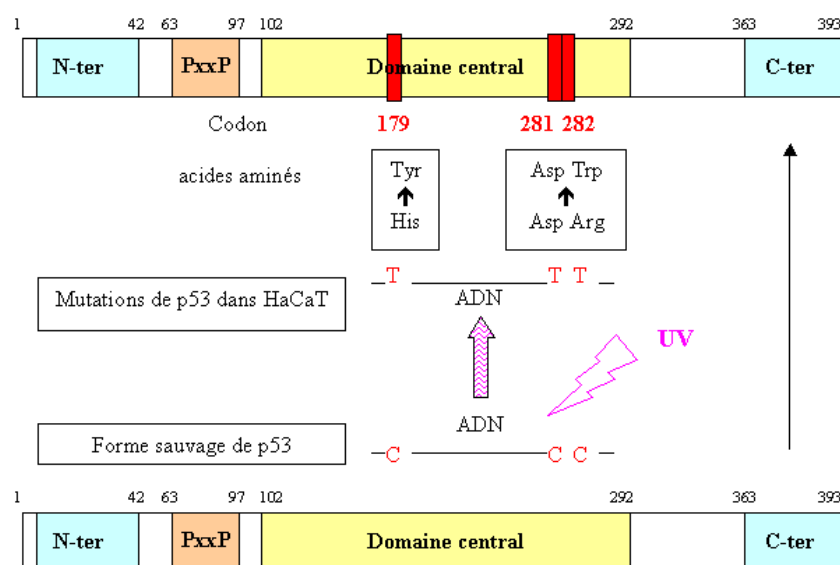 1 42 63 97 102 292 363 393
N-ter PxxP Domaine central C-ter
Codon 179 281 282
acides aminés Tyr Asp Trp
His Asp Arg
T T T
Mutations de p53 dans HaCaT ADN
UV
ADN
Forme sauvage de p53
C C C
1 42 63 97 102 292 363 393
N-ter PxxP Domaine central C-ter